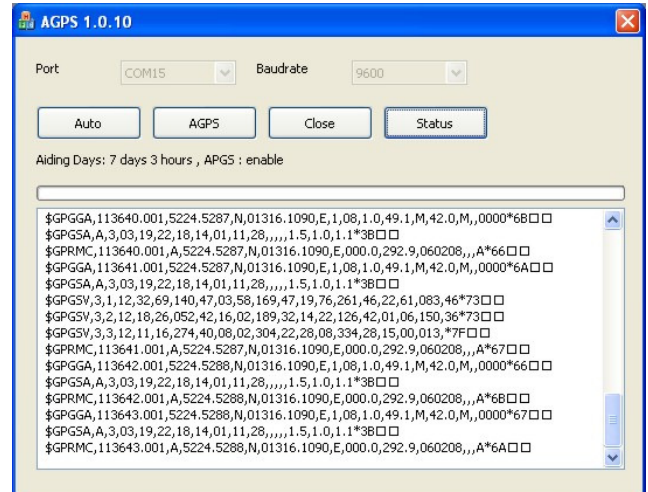 AGPS 1.0.10
Port COM15 Baudrate 9600
Auto AGPS Close Status
Aiding Days: 7 days 3 hours , APGS : enable
$GPGGA,113640.001,5224.5287,N,01316.1090,E,1,08,1.0,49.1,M,42.0,M,,0000*6B□□
$GPGSA,A,3,03,19,22,18,14,01,11,28,,,,,1.5,1.0,1.1*3B□□
$GPRMC,113640.001,A,5224.5287,N,01316.1090,E,000.0,292.9,060208,,,A*66□□
$GPGGA,113641.001,5224.5287,N,01316.1090,E,1,08,1.0,49.1,M,42.0,M,,0000*6A□□
$GPGSA,A,3,03,19,22,18,14,01,11,28,,,,,1.5,1.0,1.1*3B□□
$GPGSV,3,1,12,32,69,140,47,03,58,169,47,19,76,261,46,22,61,083,46*73□□
$GPGSV,3,2,12,18,26,052,42,16,02,189,32,14,22,126,42,01,06,150,36*73□□
$GPGSV,3,3,12,11,16,274,40,08,02,304,22,28,08,334,28,15,00,013,*7F□□
$GPRMC,113641.001,A,5224.5287,N,01316.1090,E,000.0,292.9,060208,,,A*67□□
$GPGGA,113642.001,5224.5288,N,01316.1090,E,1,08,1.0,49.1,M,42.0,M,,0000*66□□
$GPGSA,A,3,03,19,22,18,14,01,11,28,,,,,1.5,1.0,1.1*3B□□
$GPRMC,113642.001,A,5224.5288,N,01316.1090,E,000.0,292.9,060208,,,A*6B□□
$GPGGA,113643.001,5224.5288,N,01316.1090,E,1,08,1.0,49.1,M,42.0,M,,0000*67□□
$GPGSA,A,3,03,19,22,18,14,01,11,28,,,,,1.5,1.0,1.1*3B□□
$GPRMC,113643.001,A,5224.5288,N,01316.1090,E,000.0,292.9,060208,,,A*6A□□